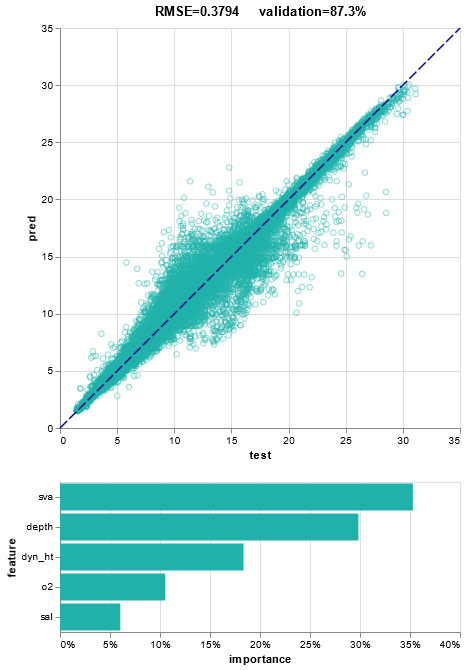 RMSE=0.3794 validation=87.3%
35
30
25
20
15
10
5
0
pred
0 5 10 15 20 25 30 35
test
sva
depth
dyn_ht
o2
sal
feature
0% 5% 10% 15% 20% 25% 30% 35% 40%
importance